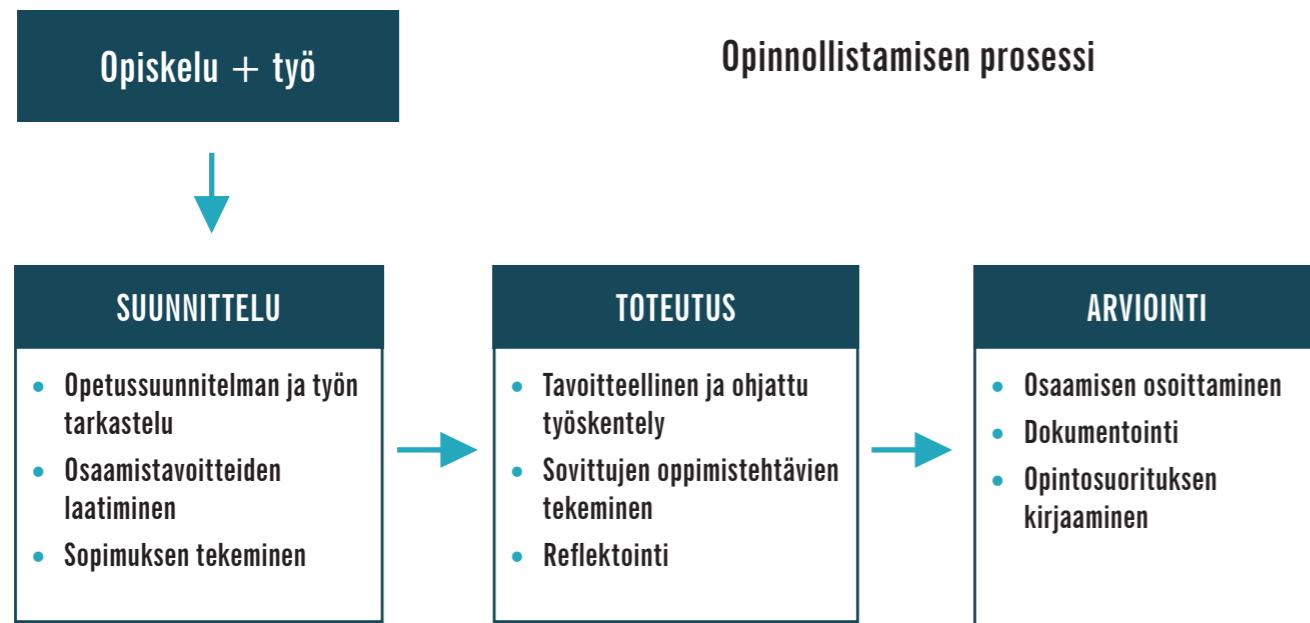 Opiskelu + työ
Opinnollistamisen prosessi
SUUNNITTELU
• Opetussuunnitelman ja työn
tarkastelu
• Osaamistavoitteiden
laatiminen
• Sopimuksen tekeminen
TOTEUTUS
• Tavoitteellinen ja ohjattu
työskentely
• Sovittujen oppimistehtävien
tekeminen
• Reflektointi
ARVIOINTI
• Osaamisen osoittaminen
• Dokumentointi
• Opintosuorituksen
kirjaaminen